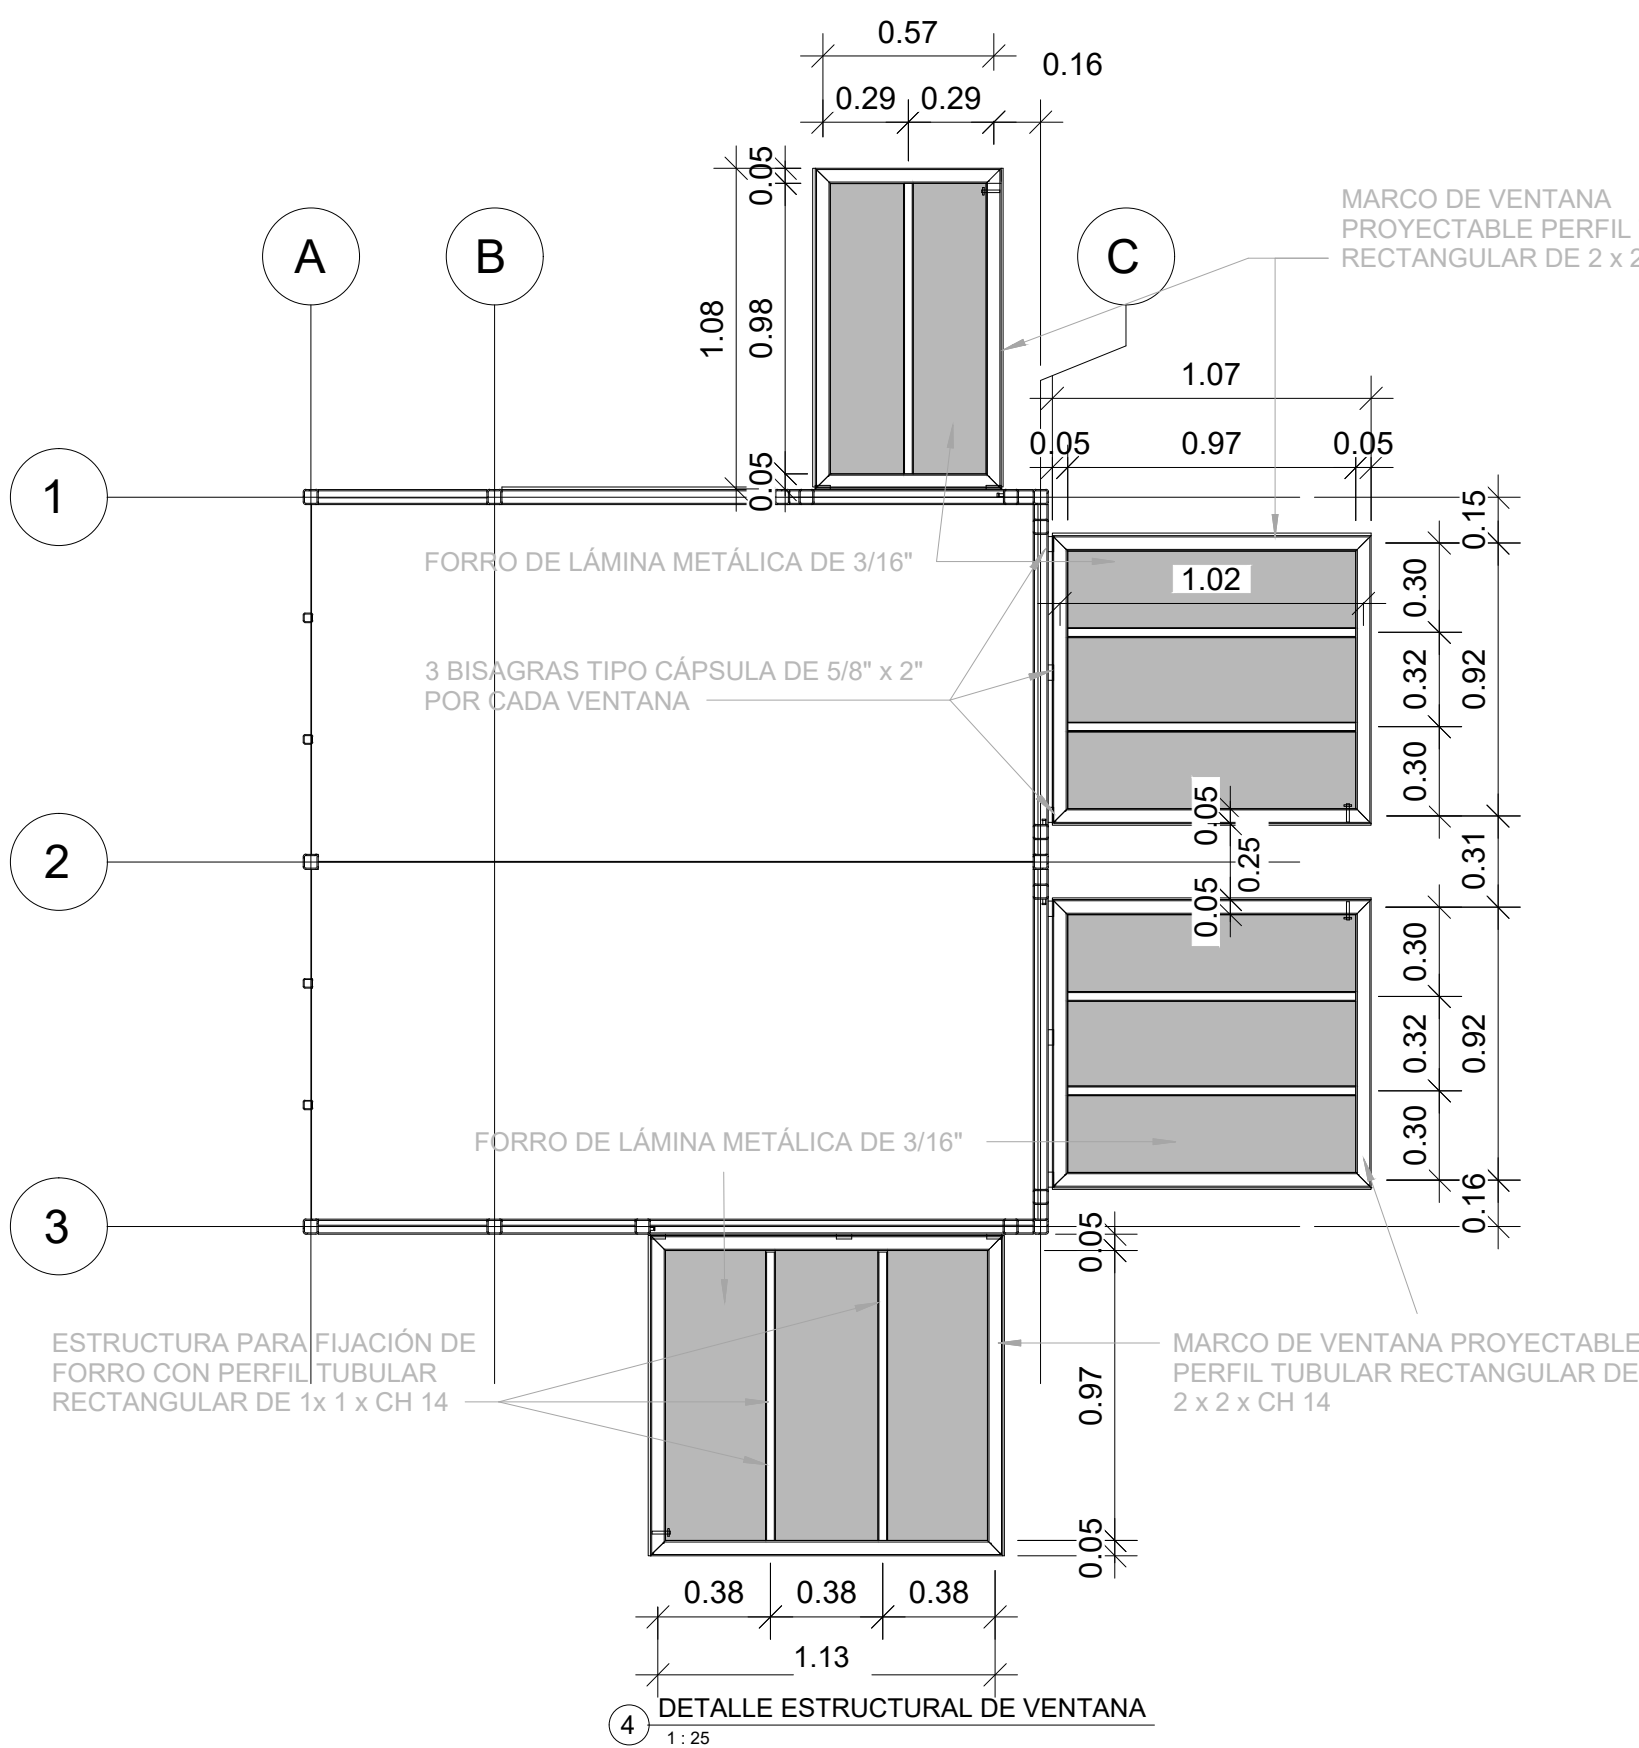 0.57
0.16
0.29
0.29
0.05
1.08
0.98
0.05
MARCO DE VENTANA
PROYECTABLE PERFIL
RECTANGULAR DE 2 x 2
A
B
C
1.07
0.05
0.97
0.05
1
0.15
FORRO DE LÁMINA METÁLICA DE 3/16"
1.02
0.30
3 BISAGRAS TIPO CÁPSULA DE 5/8" x 2"
POR CADA VENTANA
0.32
0.92
0.30
0.05
2
0.25
0.31
0.05
0.30
0.32
0.92
FORRO DE LÁMINA METÁLICA DE 3/16"
0.30
0.16
3
0.05
ESTRUCTURA PARA FIJACIÓN DE
FORRO CON PERFIL TUBULAR
RECTANGULAR DE 1x 1 x CH 14
MARCO DE VENTANA PROYECTABLE
PERFIL TUBULAR RECTANGULAR DE
2 x 2 x CH 14
0.97
0.05
0.38
0.38
0.38
1.13
4
DETALLE ESTRUCTURAL DE VENTANA
1 : 25